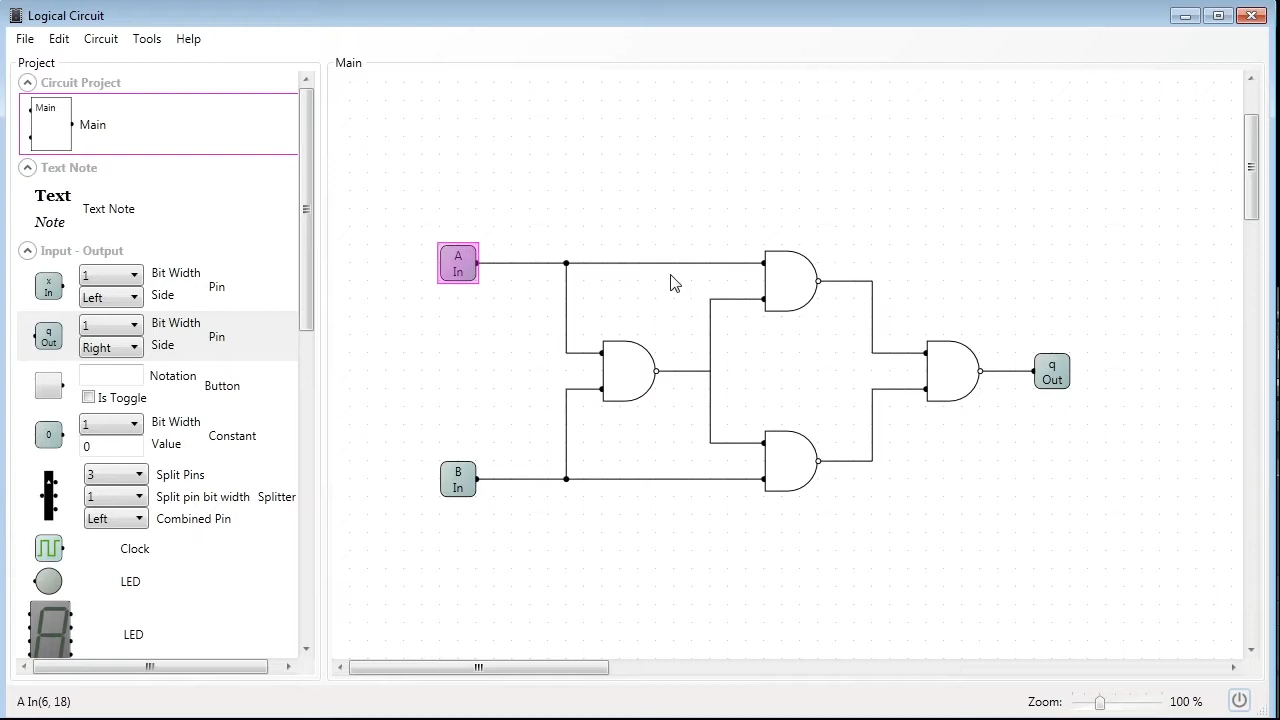 Logical Circuit
File Edit Circuit Tools Help
Project
Circuit Project
Main
Main
Text Note
Text
Note
Text Note
Input - Output
x
In
1
Bit Width
Left
Side
Pin
q
Out
1
Bit Width
Right
Side
Pin
Notation
Is Toggle
Button
0
1
Bit Width
0
Value
Constant
3
Split Pins
1
Split pin bit width
Splitter
Left
Combined Pin
Clock
LED
LED
Main
A
In
B
In
q
Out
A In(6, 18)
Zoom: 100 %